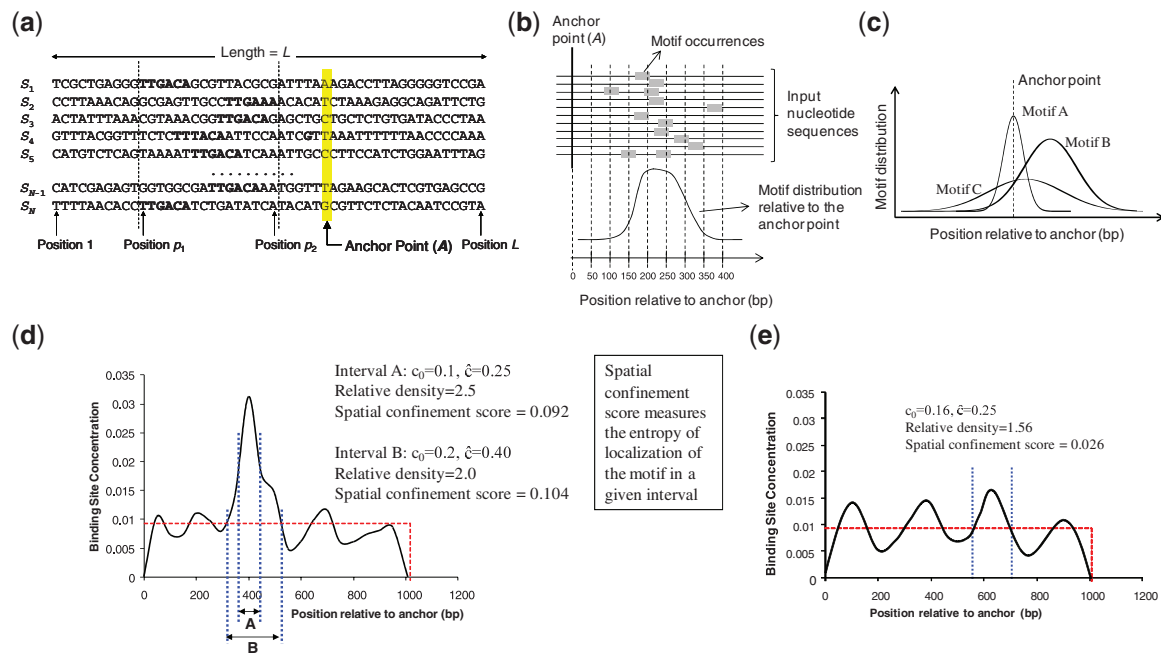 (a)
Length = L
S1 TCGCTGAGGGTTGACAGCGTTACGCGATTTAAAGACCTTAGGGGGTCCGA
S2 CCTTAAACAGGCGAGTTGCCTTGAAAACACATCTAAAGAGGCAGATTCTG
S3 ACTATTTAAACGTAAACGGTTGACAGAGCTGCTGCTCTGTGATACCCTAA
S4 GTTTACGGTTTCTCTTTACAATTCCAATCGTTTGCTAATTTTTTAACCCCAAA
S5 CATGTCTCAGTAAAATTTGACATCAAATTGCCCTTCCATCTGGAATTTAG
. . . . . . . . . .
SN-1 CATCGAGAGTGGTGGCGATTGACAAATGGTTTAGAAGCACTCGTGAGCCG
SN TTTTAACACCTTGACATCTGATATCATACATGCGTTCTCTACAATCCGTA
Position 1
Position p1
Position p2
Anchor Point (A)
Position L
(b)
Anchor
point (A)
Motif occurrences
Input
nucleotide
sequences
Motif distribution
relative to the
anchor point
0 50 100 150 200 250 300 350 400
Position relative to anchor (bp)
(c)
Motif distribution
Anchor point
Motif A
Motif B
Motif C
Position relative to anchor (bp)
(d)
Binding Site Concentration
0.035
0.03
0.025
0.02
0.015
0.01
0.005
0
0 200 400 600 800 1000 1200
Position relative to anchor (bp)
A
B
Interval A: c0=0.1, ĉ=0.25
Relative density=2.5
Spatial confinement score = 0.092
Interval B: c0=0.2, ĉ=0.40
Relative density=2.0
Spatial confinement score = 0.104
Spatial
confinement
score measures
the entropy of
localization of
the motif in a
given interval
(e)
Binding Site Concentration
0.035
0.03
0.025
0.02
0.015
0.01
0.005
0
c0=0.16, ĉ=0.25
Relative density=1.56
Spatial confinement score = 0.026
0 200 400 600 800 1000 1200
Position relative to anchor (bp)